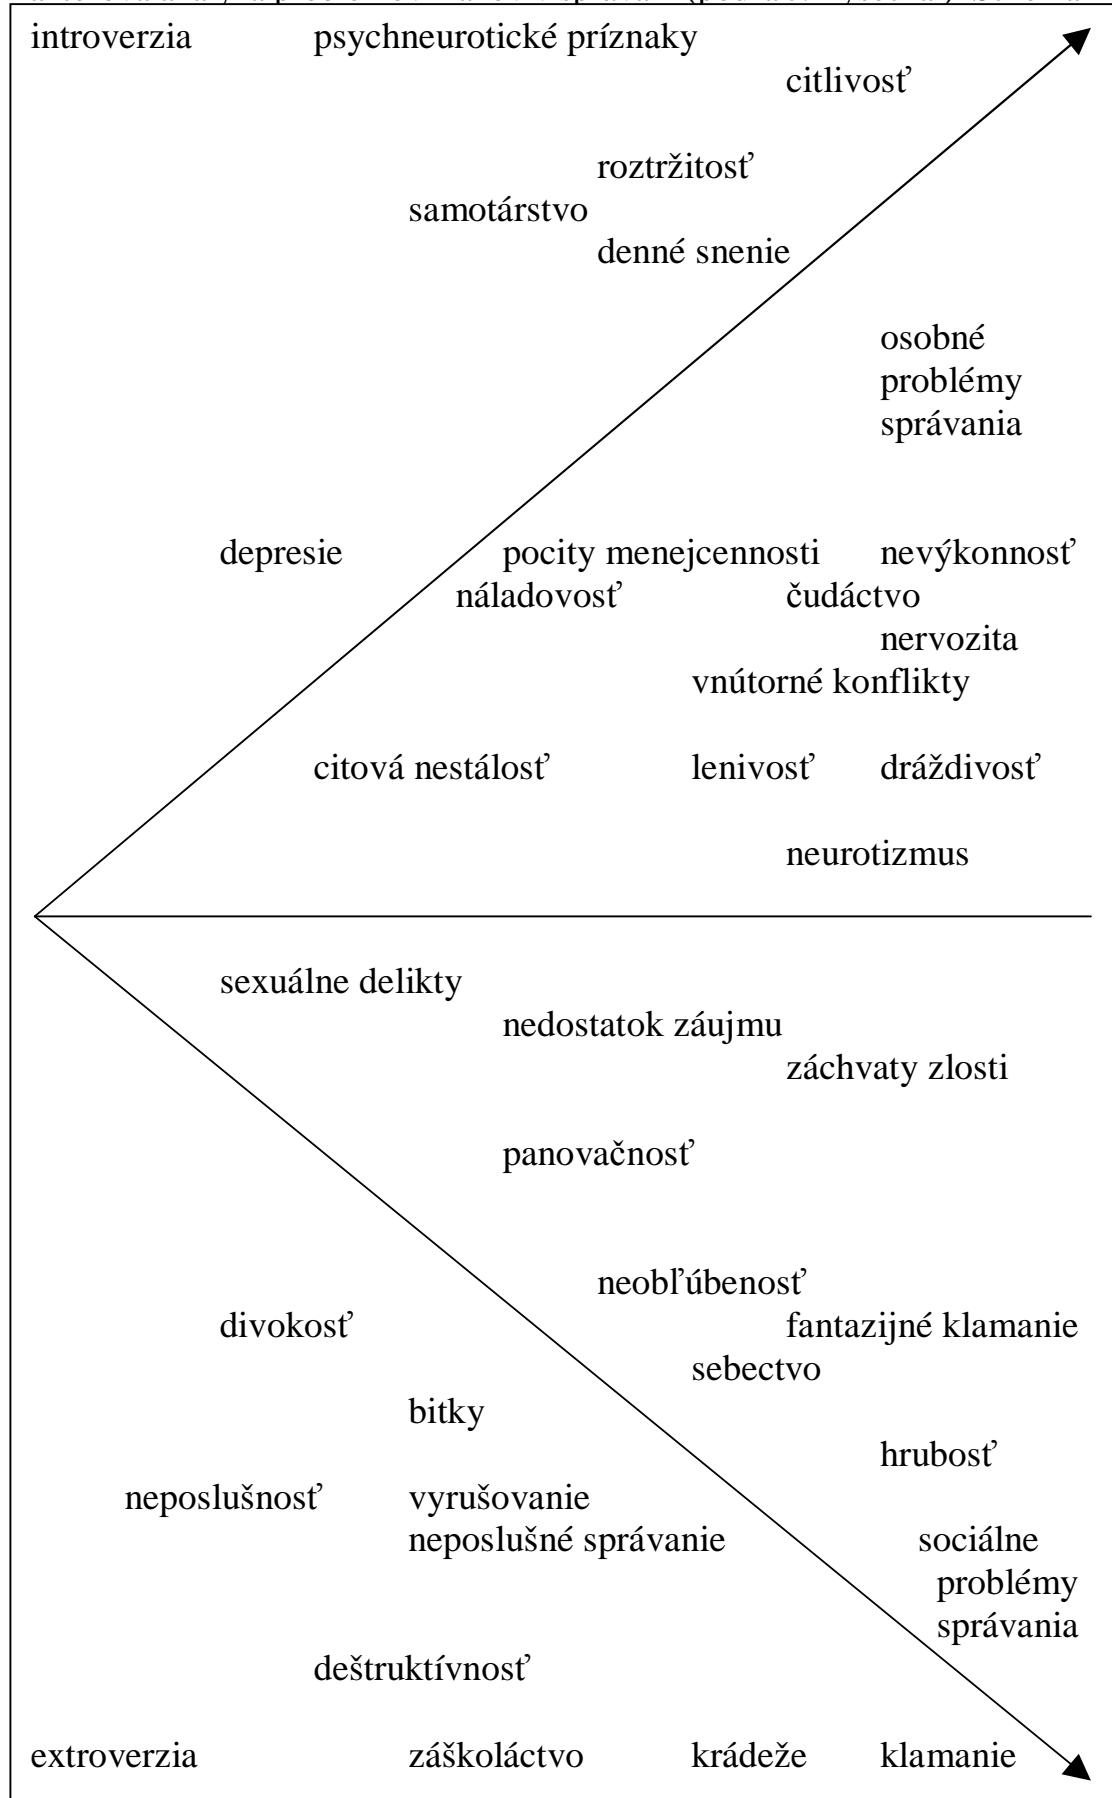 introverzia psychneurotické príznaky
citlivosť
roztržitosť
samotárstvo
denné snenie
osobné
problémy
správania
depresie pocity menejcennosti nevýkonnosť
náladovosť čudáctvo
nervozita
vnútorné konflikty
citová nestálosť lenivosť dráždivosť
neurotizmus
sexuálne delikty
nedostatok záujmu
záchvaty zlosti
panovačnosť
neobľúbenosť
divokosť fantazijné klamanie
sebectvo
bitky
hrubosť
neposlušnosť vyrušovanie
neposlušné správanie sociálne
problémy
správania
deštruktívnosť
extroverzia záškoláctvo krádeže klamanie